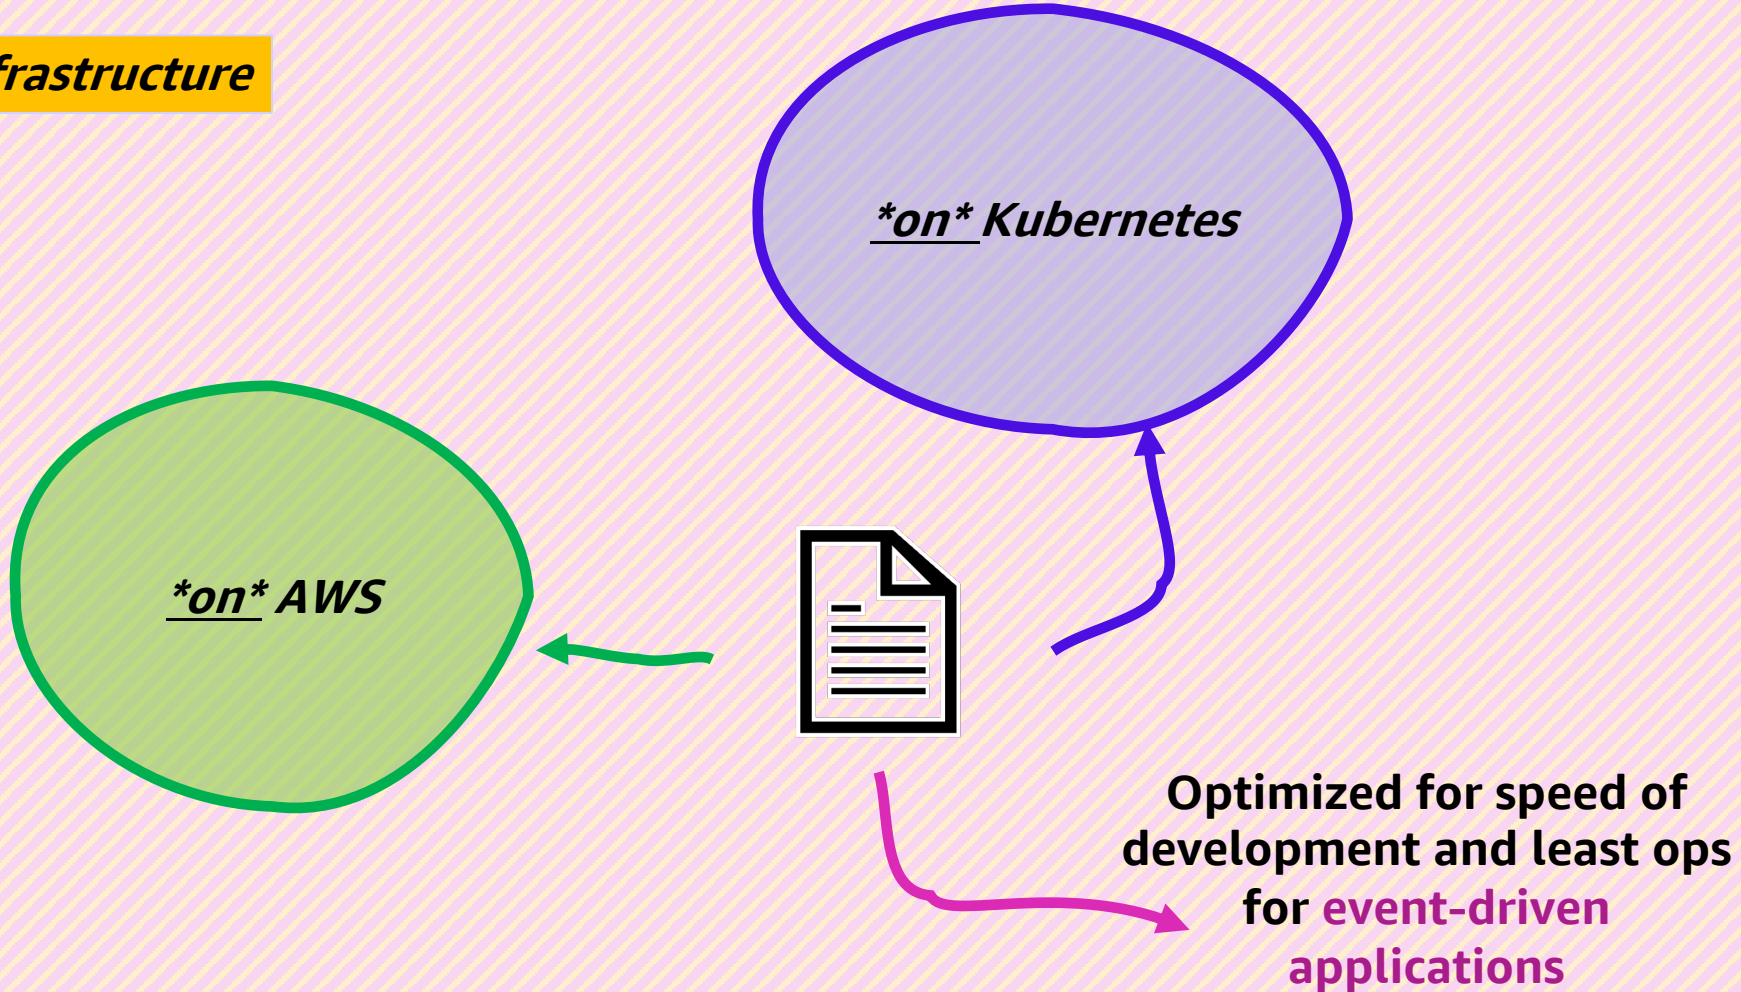 frastructure
*on* Kubernetes
*on* AWS
Optimized for speed of
development and least ops
for event-driven
applications